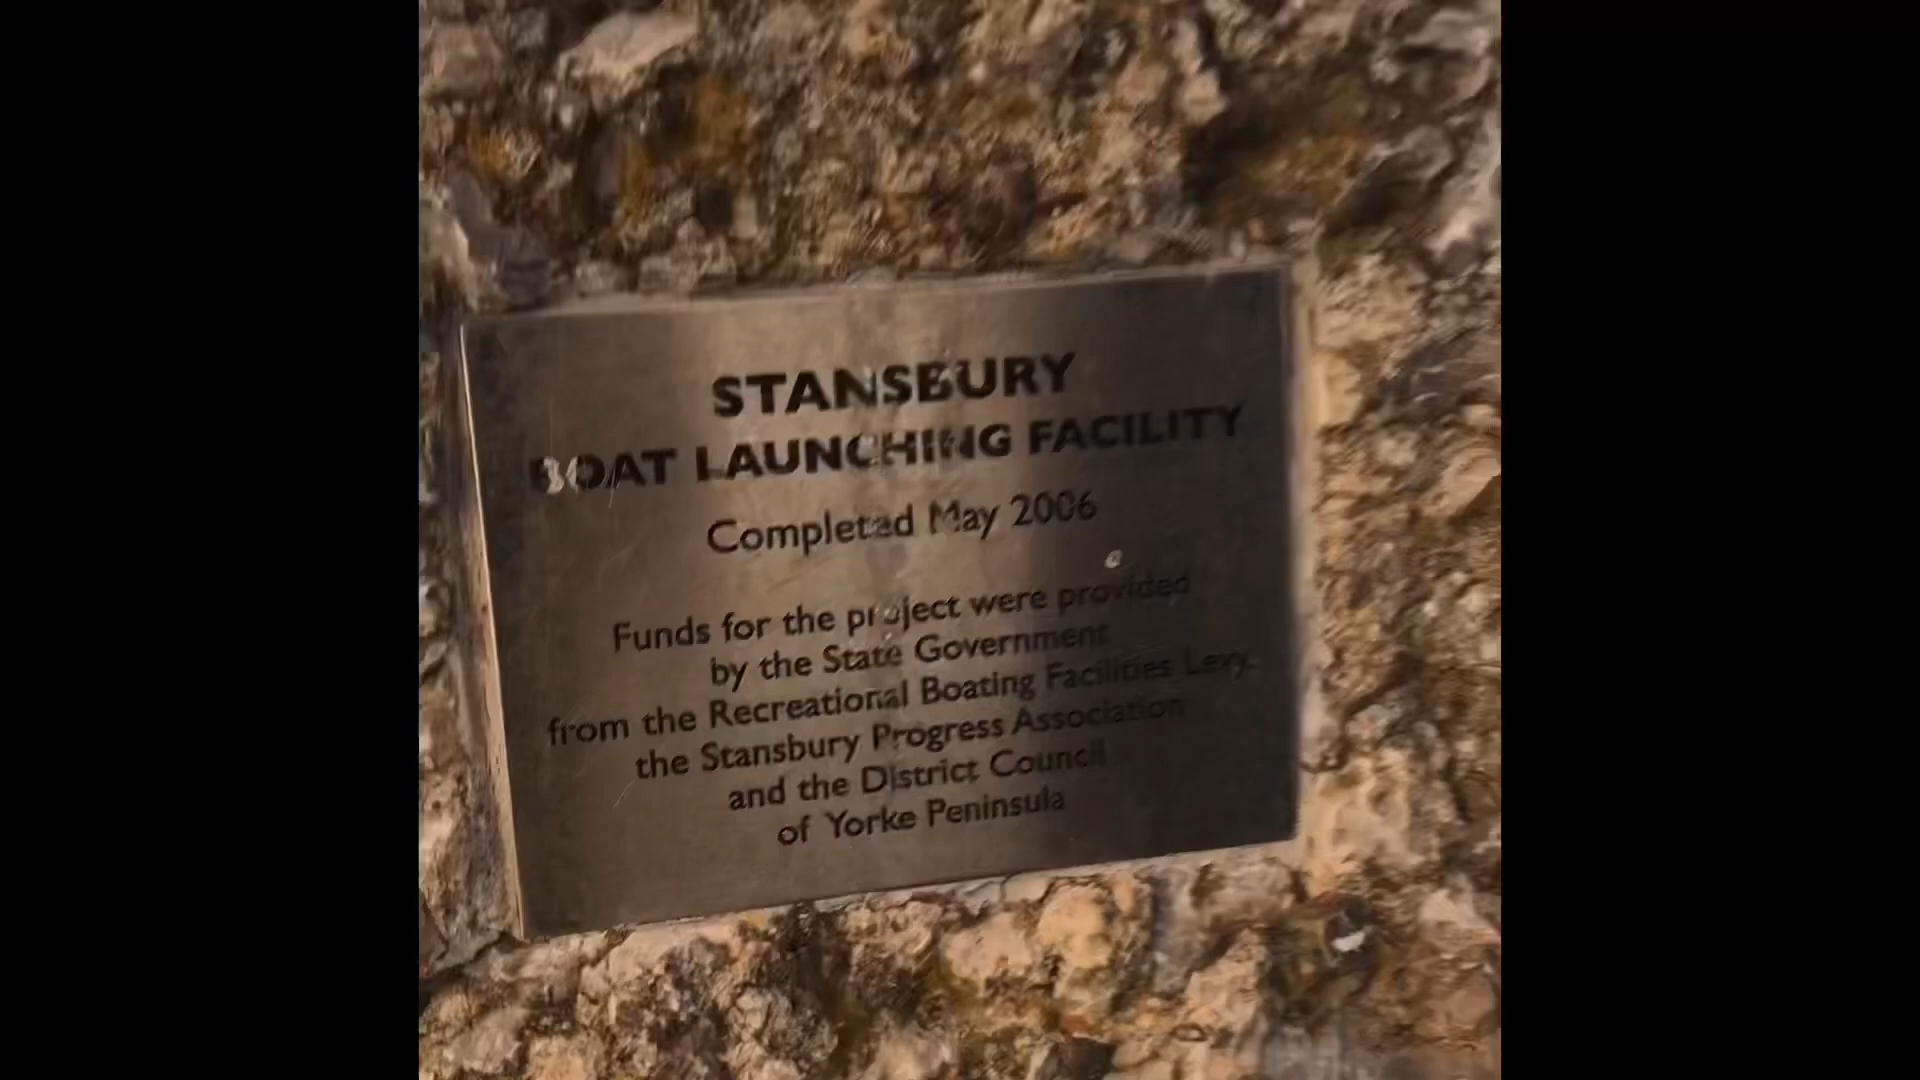 STANSBURY
BOAT LAUNCHING FACILITY
Completed May 2006
Funds for the project were provided
by the State Government
from the Recreational Boating Facilities Levy,
the Stansbury Progress Association
and the District Council
of Yorke Peninsula